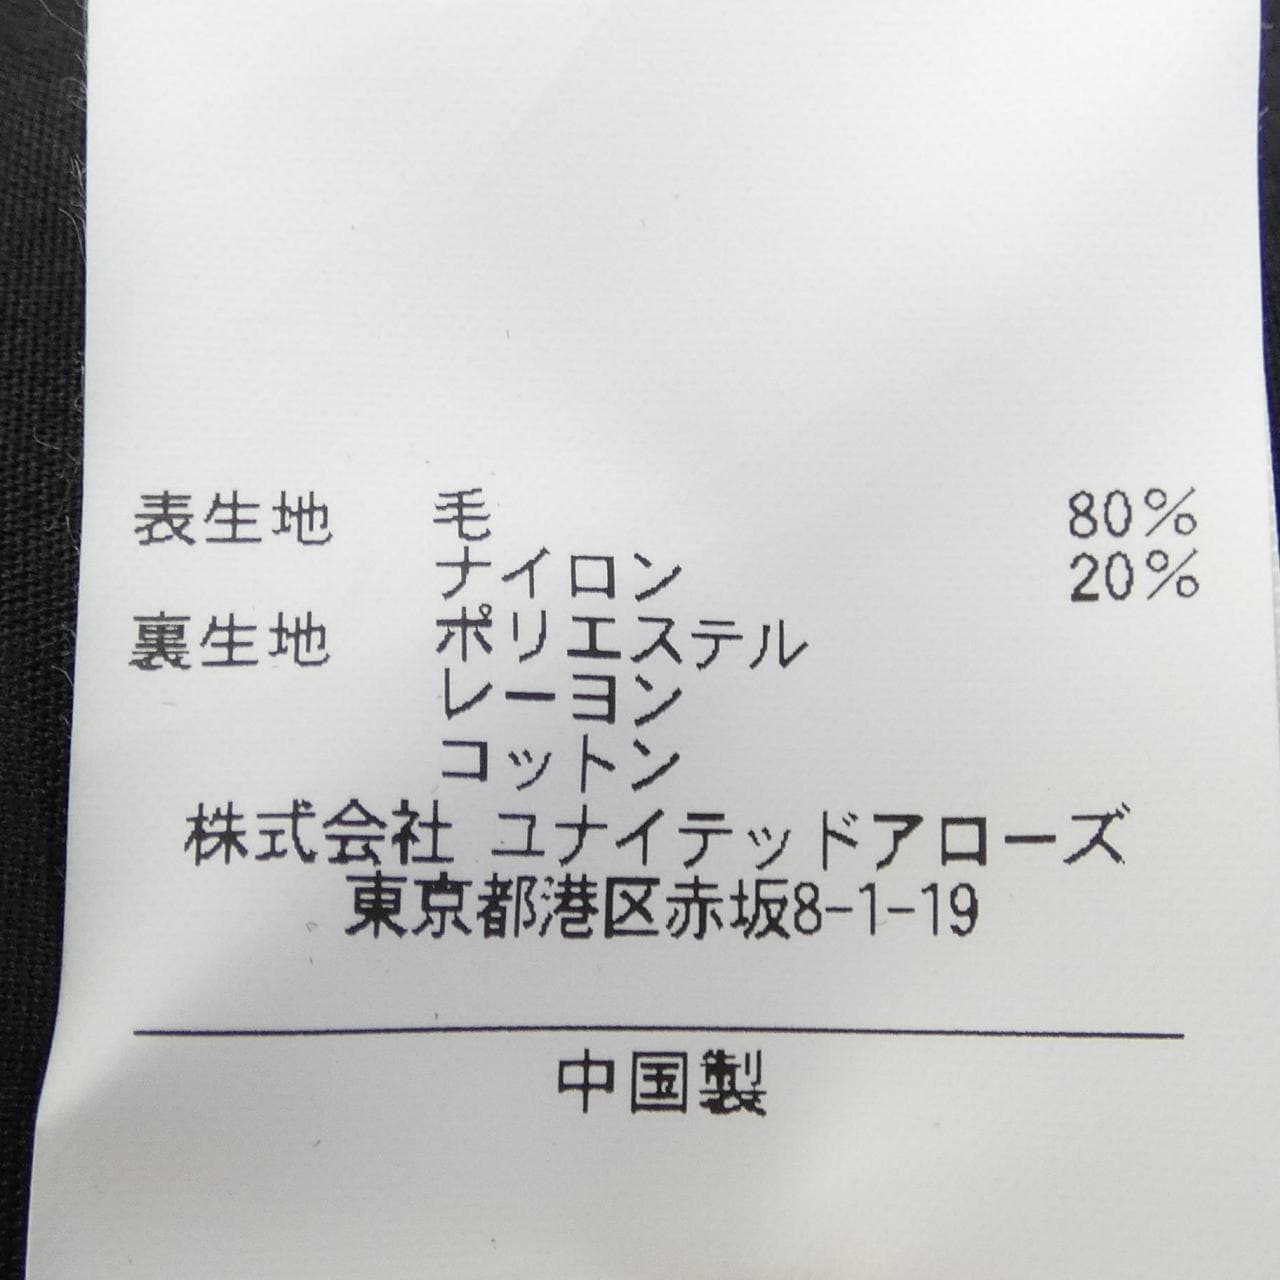 表生地 毛 80%
ナイロン 20%
裏生地 ポリエステル
レーヨン
コットン
株式会社 ユナイテッドアローズ
東京都港区赤坂8-1-19
中国製